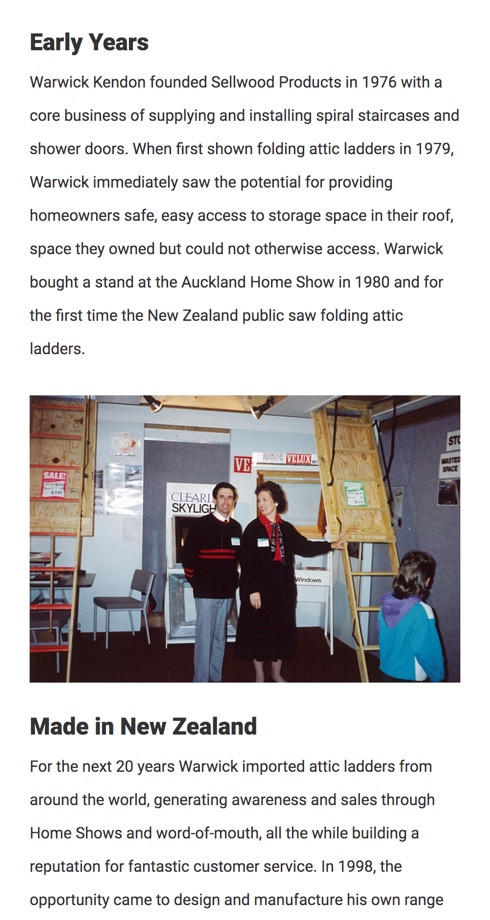 Early Years
Warwick Kendon founded Sellwood Products in 1976 with a
core business of supplying and installing spiral staircases and
shower doors. When first shown folding attic ladders in 1979,
Warwick immediately saw the potential for providing
homeowners safe, easy access to storage space in their roof,
space they owned but could not otherwise access. Warwick
bought a stand at the Auckland Home Show in 1980 and for
the first time the New Zealand public saw folding attic
ladders.
SALE!
CLEARL
SKYLIGH
VE
VELUX
Windows
STO
WASTED
SPACE
Made in New Zealand
For the next 20 years Warwick imported attic ladders from
around the world, generating awareness and sales through
Home Shows and word-of-mouth, all the while building a
reputation for fantastic customer service. In 1998, the
opportunity came to design and manufacture his own range